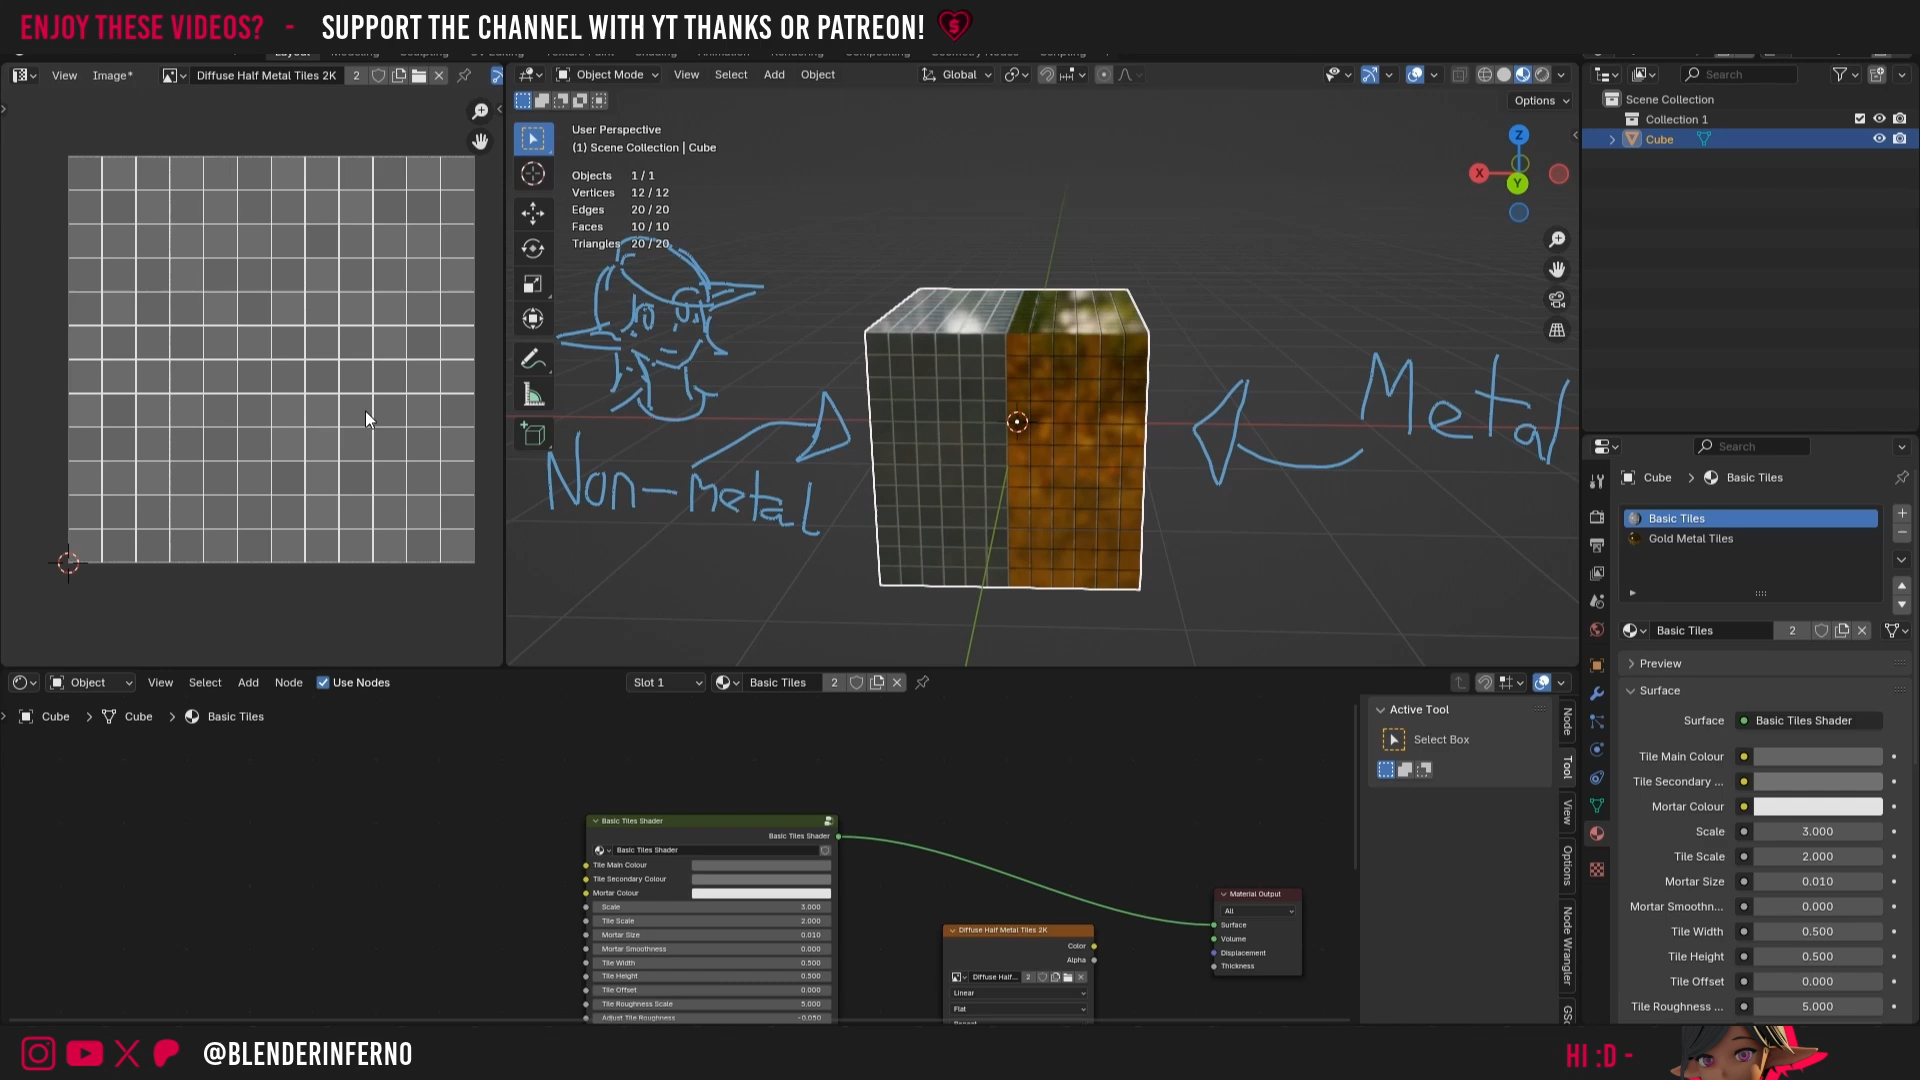 ENJOY THESE VIDEOS? - SUPPORT THE CHANNEL WITH YT THANKS OR PATREON!
View Image* Diffuse Half Metal Tiles 2K 2
Object Mode View Select Add Object Global
Search
Options
User Perspective
(1) Scene Collection | Cube
Objects 1 / 1
Vertices 12 / 12
Edges 20 / 20
Faces 10 / 10
Triangles 20 / 20
Z
X
Y
Non-metal
Metal
Scene Collection
Collection 1
Cube
Search
Cube > Basic Tiles
Basic Tiles
Gold Metal Tiles
Basic Tiles 2
Preview
Surface
Surface Basic Tiles Shader
Tile Main Colour
Tile Secondary ...
Mortar Colour
Scale 3.000
Tile Scale 2.000
Mortar Size 0.010
Mortar Smoothn... 0.000
Tile Width 0.500
Tile Height 0.500
Tile Offset 0.000
Tile Roughness ... 5.000
Object View Select Add Node Use Nodes Slot 1 Basic Tiles 2
Cube > Cube > Basic Tiles
Active Tool
Select Box
Node
Tool
View
Options
Node Wrangler
Basic Tiles Shader
Basic Tiles Shader
Basic Tiles Shader
Tile Main Colour
Tile Secondary Colour
Mortar Colour
Scale 3.000
Tile Scale 2.000
Mortar Size 0.010
Mortar Smoothness 0.000
Tile Width 0.500
Tile Height 0.500
Tile Offset 0.000
Tile Roughness Scale 5.000
Adjust Tile Roughness -0.050
Diffuse Half Metal Tiles 2K
Color
Alpha
Diffuse Half... 2
Linear
Flat
Material Output
All
Surface
Volume
Displacement
Thickness
@BLENDERINFERNO
HI :D -